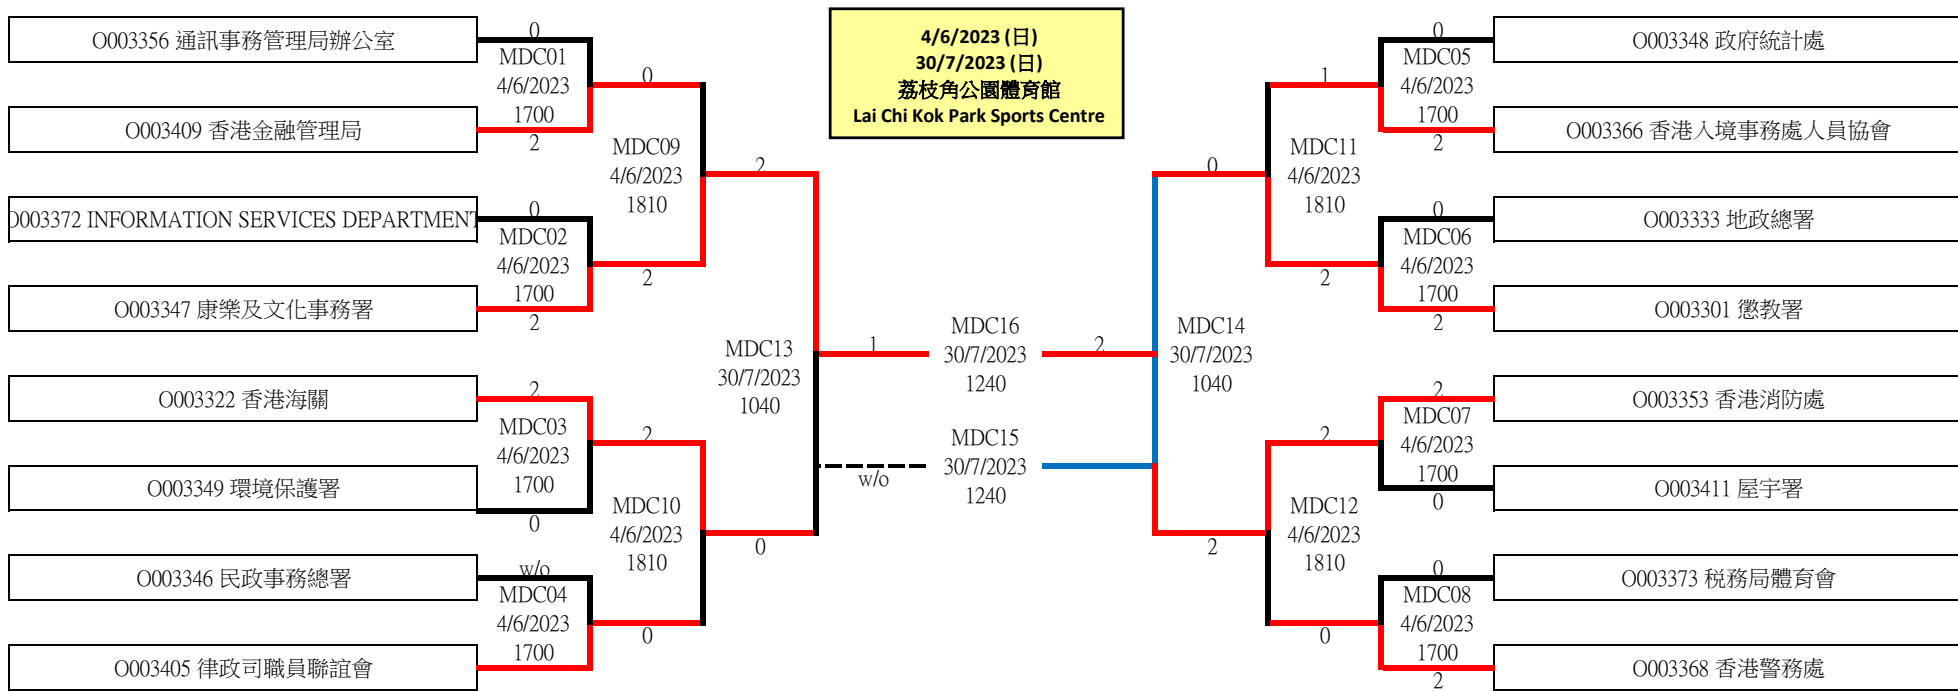 O003356 通訊事務管理局辦公室
0
MDC01
4/6/2023
1700
O003409 香港金融管理局
2
0
MDC09
4/6/2023
1810
O003372 INFORMATION SERVICES DEPARTMENT
0
MDC02
4/6/2023
1700
O003347 康樂及文化事務署
2
2
2
MDC13
30/7/2023
1040
O003322 香港海關
2
MDC03
4/6/2023
1700
O003349 環境保護署
0
2
MDC10
4/6/2023
1810
O003346 民政事務總署
w/o
MDC04
4/6/2023
1700
O003405 律政司職員聯誼會
0
0
4/6/2023 (日)
30/7/2023 (日)
荔枝角公園體育館
Lai Chi Kok Park Sports Centre
1
MDC16
30/7/2023
1240
2
w/o
MDC15
30/7/2023
1240
MDC14
30/7/2023
1040
0
2
1
MDC11
4/6/2023
1810
2
0
MDC05
4/6/2023
1700
2
O003348 政府統計處
O003366 香港入境事務處人員協會
0
MDC06
4/6/2023
1700
2
O003333 地政總署
O003301 懲教署
2
MDC12
4/6/2023
1810
0
2
MDC07
4/6/2023
1700
0
O003353 香港消防處
O003411 屋宇署
0
MDC08
4/6/2023
1700
2
O003373 税務局體育會
O003368 香港警務處